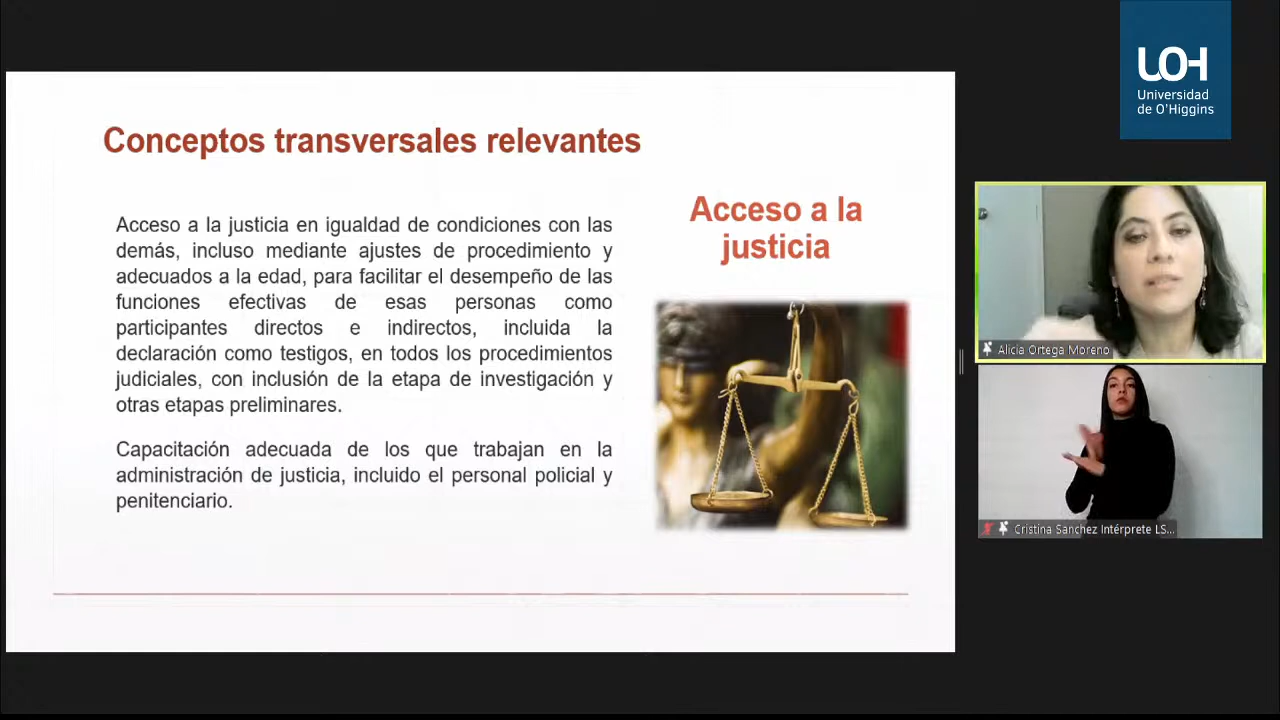 UOH
Universidad
de O'Higgins
Conceptos transversales relevantes
Acceso a la justicia en igualdad de condiciones con las
demás, incluso mediante ajustes de procedimiento y
adecuados a la edad, para facilitar el desempeño de las
funciones efectivas de esas personas como
participantes directos e indirectos, incluida la
declaración como testigos, en todos los procedimientos
judiciales, con inclusión de la etapa de investigación y
otras etapas preliminares.
Capacitación adecuada de los que trabajan en la
administración de justicia, incluido el personal policial y
penitenciario.
Acceso a la
justicia
Alicia Ortega Moreno
Cristina Sanchez Intérprete LS...